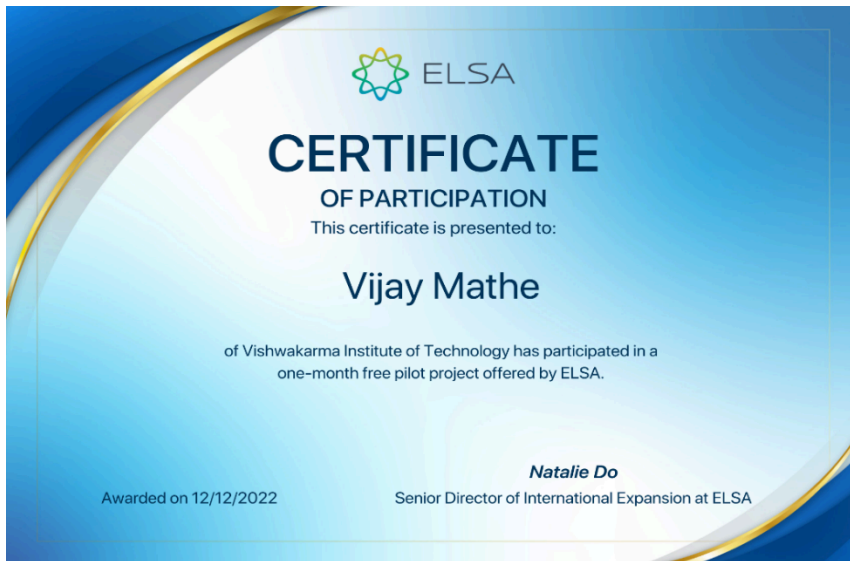 ELSA
CERTIFICATE
OF PARTICIPATION
This certificate is presented to:
Vijay Mathe
of Vishwakarma Institute of Technology has participated in a
one-month free pilot project offered by ELSA.
Natalie Do
Awarded on 12/12/2022
Senior Director of International Expansion at ELSA